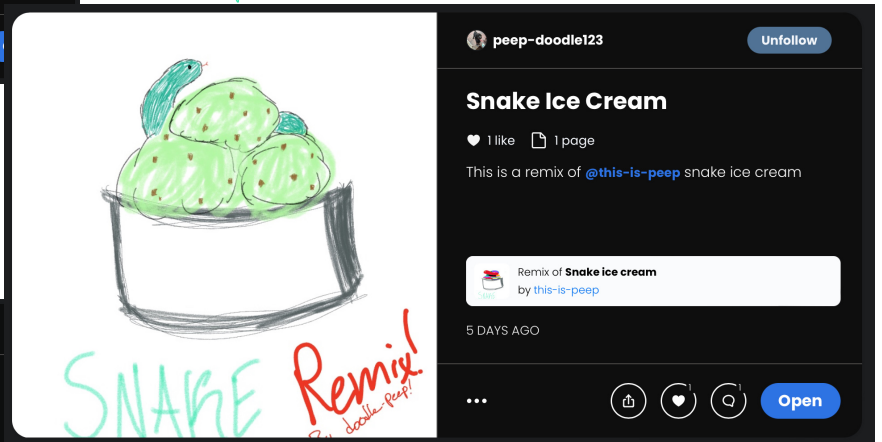 peep-doodle123
Unfollow
Snake Ice Cream
1 like
1 page
This is a remix of @this-is-peep snake ice cream
Remix of Snake ice cream
by this-is-peep
5 DAYS AGO
1
1
Open
SNAKE
Remix!
By doodle-peep!